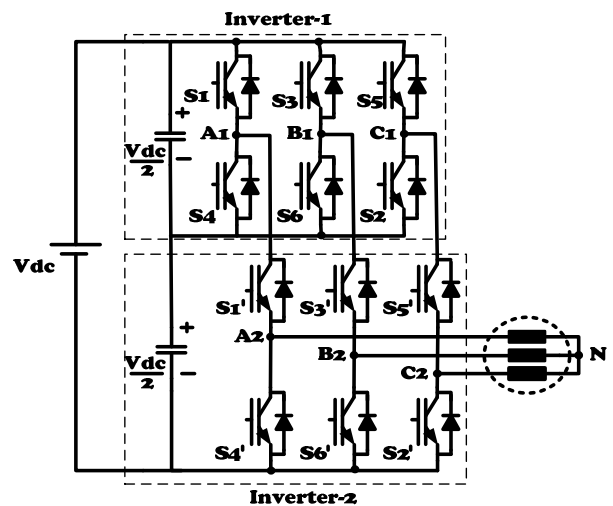 Inverter-1
S1
S3
S5
+
A1
B1
C1
Vdc
2
−
S4
S6
S2
Vdc
S1'
S3'
S5'
+
A2
B2
N
Vdc
2
−
C2
S4'
S6'
S2'
Inverter-2